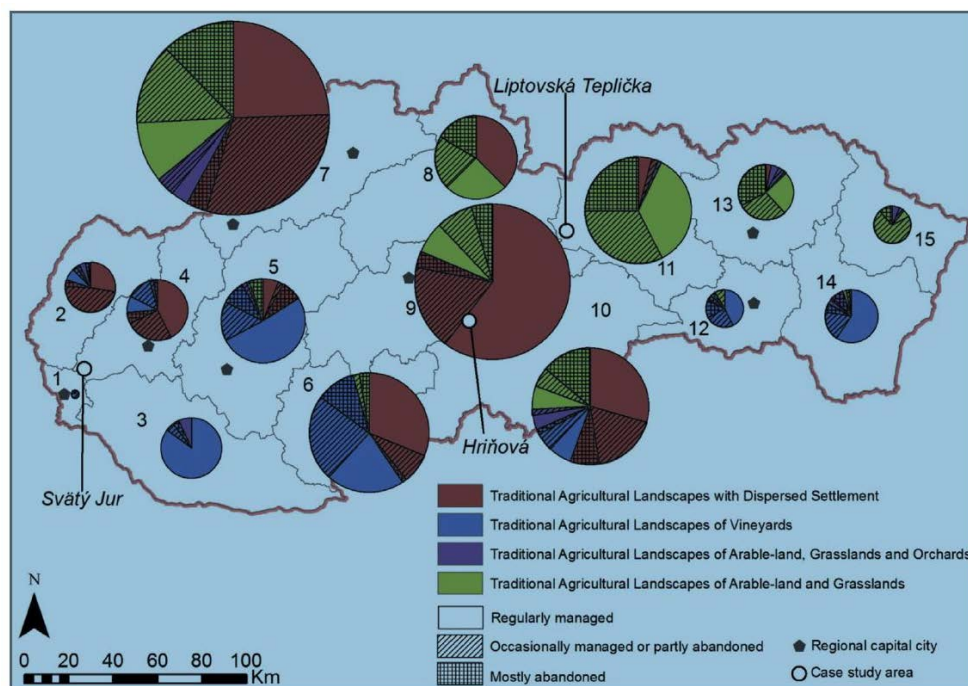 Liptovská Teplička
7
8
13
15
11
4
5
2
9
10
14
12
1
6
3
Hriňová
Svätý Jur
Traditional Agricultural Landscapes with Dispersed Settlement
Traditional Agricultural Landscapes of Vineyards
Traditional Agricultural Landscapes of Arable-land, Grasslands and Orchards
Traditional Agricultural Landscapes of Arable-land and Grasslands
Regularly managed
Occasionally managed or partly abandoned
Mostly abandoned
Regional capital city
Case study area
N
0 20 40 60 80 100
Km